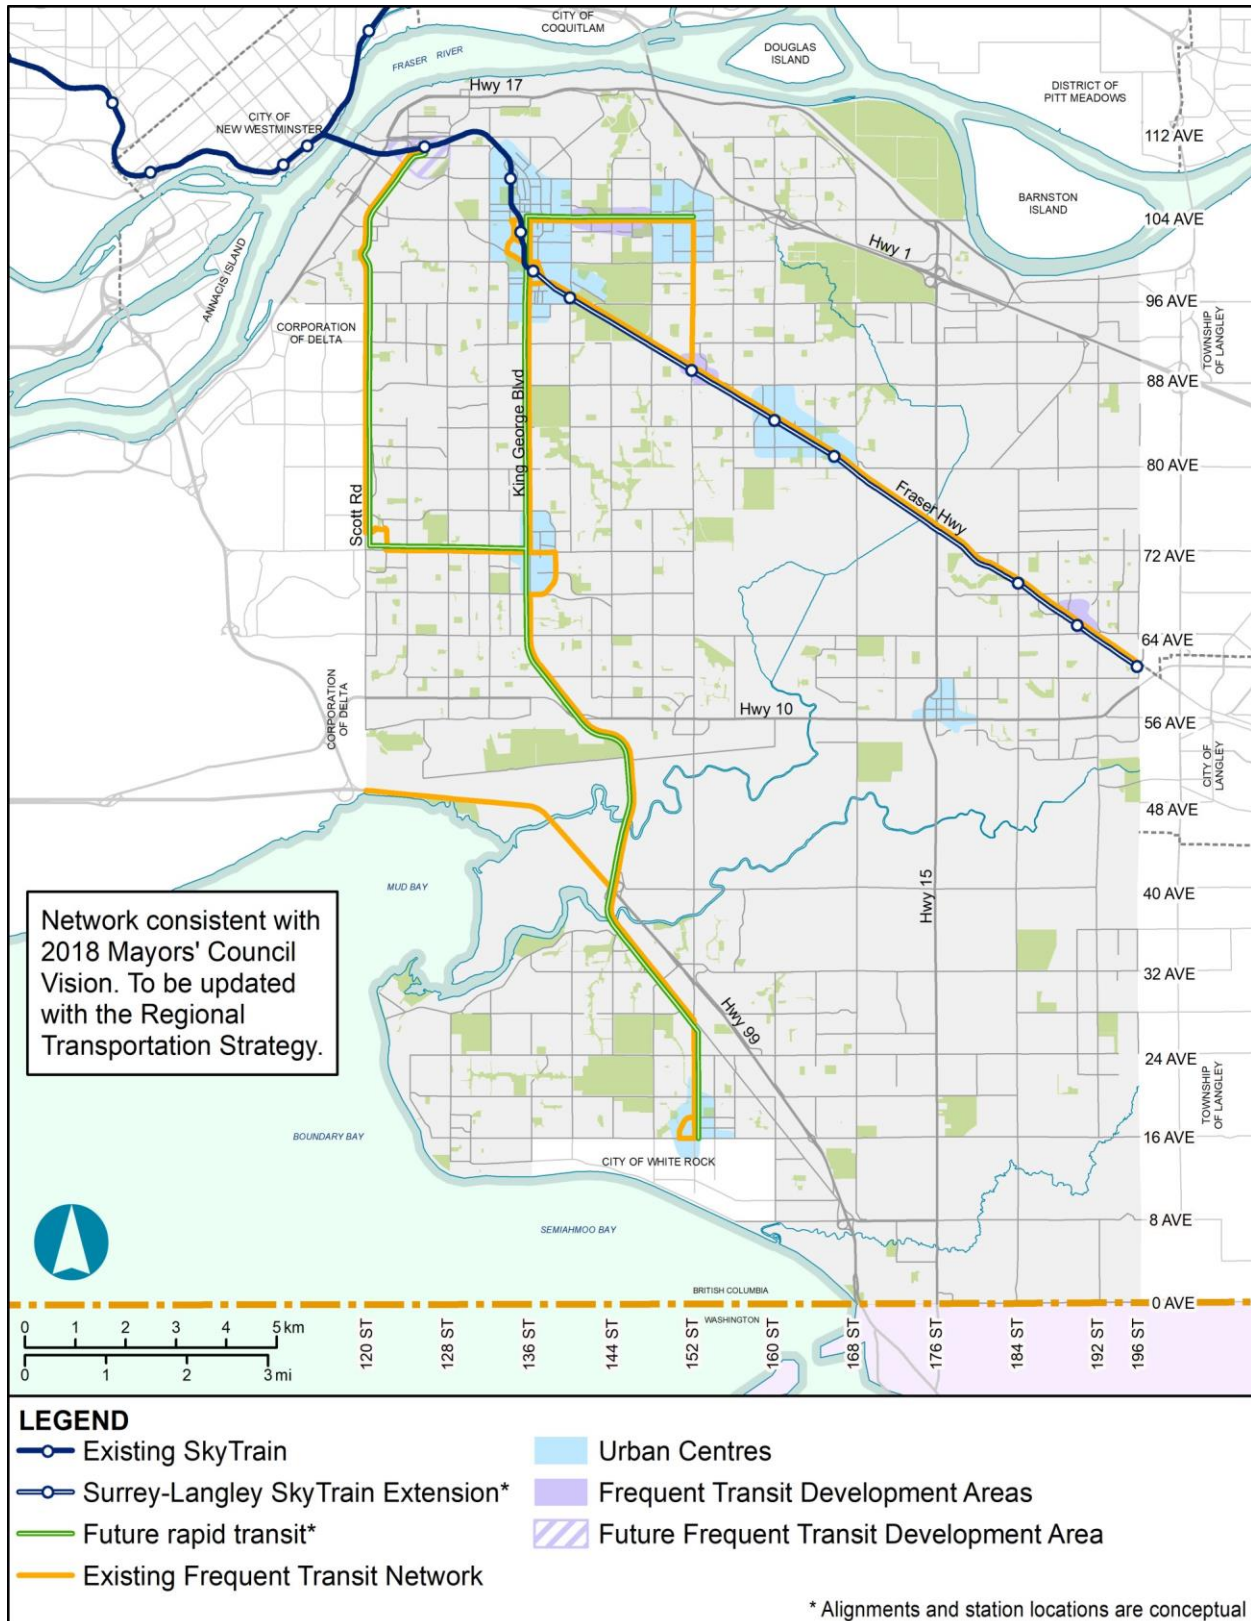 CITY OF
COQUITLAM
DOUGLAS
ISLAND
FRASER RIVER
Hwy 17
DISTRICT OF
PITT MEADOWS
CITY OF
NEW WESTMINSTER
112 AVE
BARNSTON
ISLAND
104 AVE
Hwy 1
ANNACIS ISLAND
96 AVE
CORPORATION
OF DELTA
TOWNSHIP
OF LANGLEY
88 AVE
King George Blvd
80 AVE
Scott Rd
Fraser Hwy
72 AVE
64 AVE
CORPORATION
OF DELTA
Hwy 10
56 AVE
CITY OF
LANGLEY
48 AVE
MUD BAY
40 AVE
Hwy 15
Network consistent with
2018 Mayors' Council
Vision. To be updated
with the Regional
Transportation Strategy.
32 AVE
Hwy 99
24 AVE
TOWNSHIP
OF LANGLEY
BOUNDARY BAY
16 AVE
CITY OF WHITE ROCK
SEMIAHMOO BAY
8 AVE
BRITISH COLUMBIA
0 AVE
WASHINGTON
0 1 2 3 4 5 km
0 1 2 3 mi
120 ST
128 ST
136 ST
144 ST
152 ST
160 ST
168 ST
176 ST
184 ST
192 ST
196 ST
LEGEND
Existing SkyTrain
Surrey-Langley SkyTrain Extension*
Future rapid transit*
Existing Frequent Transit Network
Urban Centres
Frequent Transit Development Areas
Future Frequent Transit Development Area
* Alignments and station locations are conceptual